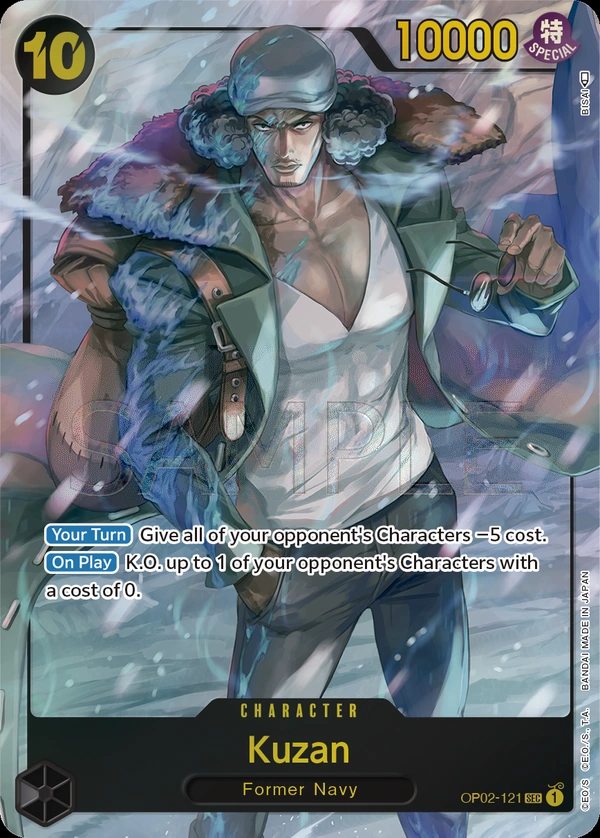 10
10000
特
SPECIAL
BISAI
SAMPLE
Your Turn Give all of your opponent's Characters −5 cost.
On Play K.O. up to 1 of your opponent's Characters with
a cost of 0.
CHARACTER
Kuzan
Former Navy
OP02-121 SEC 1
©E.O/S ©E.O./S., T.A. BANDAI MADE IN JAPAN